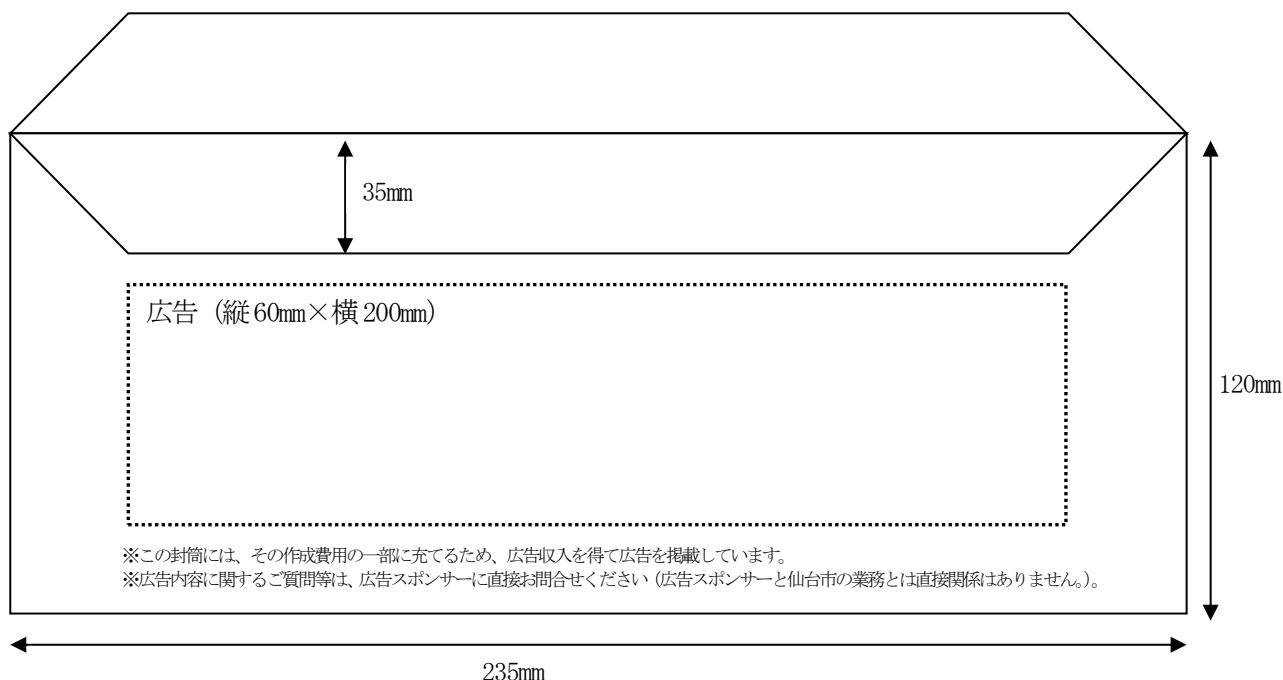 35mm
広告（縦60mm×横200mm）
120mm
※この封筒には、その作成費用の一部に充てるため、広告収入を得て広告を掲載しています。
※広告内容に関するご質問等は、広告スポンサーに直接お問合せください（広告スポンサーと仙台市の業務とは直接関係はありません。）。
235mm